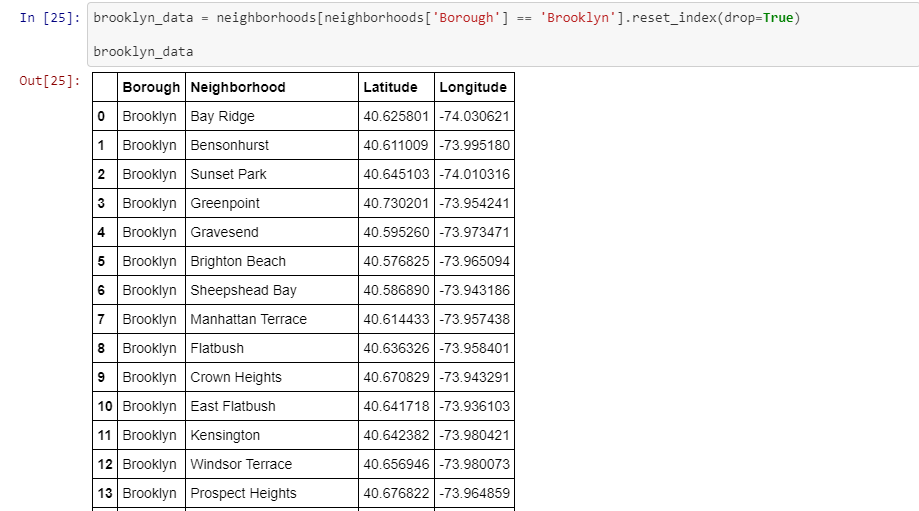 In [25]: brooklyn_data = neighborhoods[neighborhoods['Borough'] == 'Brooklyn'].reset_index(drop=True)
brooklyn_data
Out[25]:
Borough Neighborhood Latitude Longitude
0 Brooklyn Bay Ridge 40.625801 -74.030621
1 Brooklyn Bensonhurst 40.611009 -73.995180
2 Brooklyn Sunset Park 40.645103 -74.010316
3 Brooklyn Greenpoint 40.730201 -73.954241
4 Brooklyn Gravesend 40.595260 -73.973471
5 Brooklyn Brighton Beach 40.576825 -73.965094
6 Brooklyn Sheepshead Bay 40.586890 -73.943186
7 Brooklyn Manhattan Terrace 40.614433 -73.957438
8 Brooklyn Flatbush 40.636326 -73.958401
9 Brooklyn Crown Heights 40.670829 -73.943291
10 Brooklyn East Flatbush 40.641718 -73.936103
11 Brooklyn Kensington 40.642382 -73.980421
12 Brooklyn Windsor Terrace 40.656946 -73.980073
13 Brooklyn Prospect Heights 40.676822 -73.964859